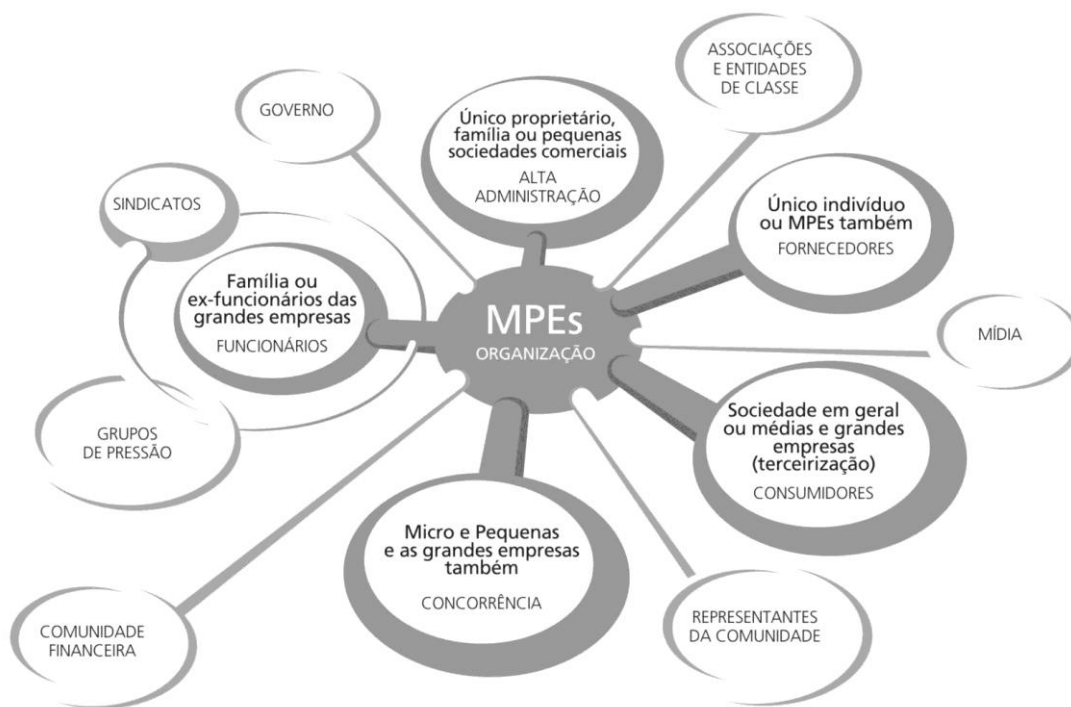 ASSOCIAÇÕES
E ENTIDADES
DE CLASSE
GOVERNO
Único proprietário,
família ou pequenas
sociedades comerciais
ALTA
ADMINISTRAÇÃO
SINDICATOS
Único indivíduo
ou MPEs também
FORNECEDORES
Família ou
ex-funcionários das
grandes empresas
FUNCIONÁRIOS
MPEs
ORGANIZAÇÃO
MÍDIA
GRUPOS
DE PRESSÃO
Sociedade em geral
ou médias e grandes
empresas
(terceirização)
CONSUMIDORES
Micro e Pequenas
e as grandes empresas
também
CONCORRÊNCIA
COMUNIDADE
FINANCEIRA
REPRESENTANTES
DA COMUNIDADE